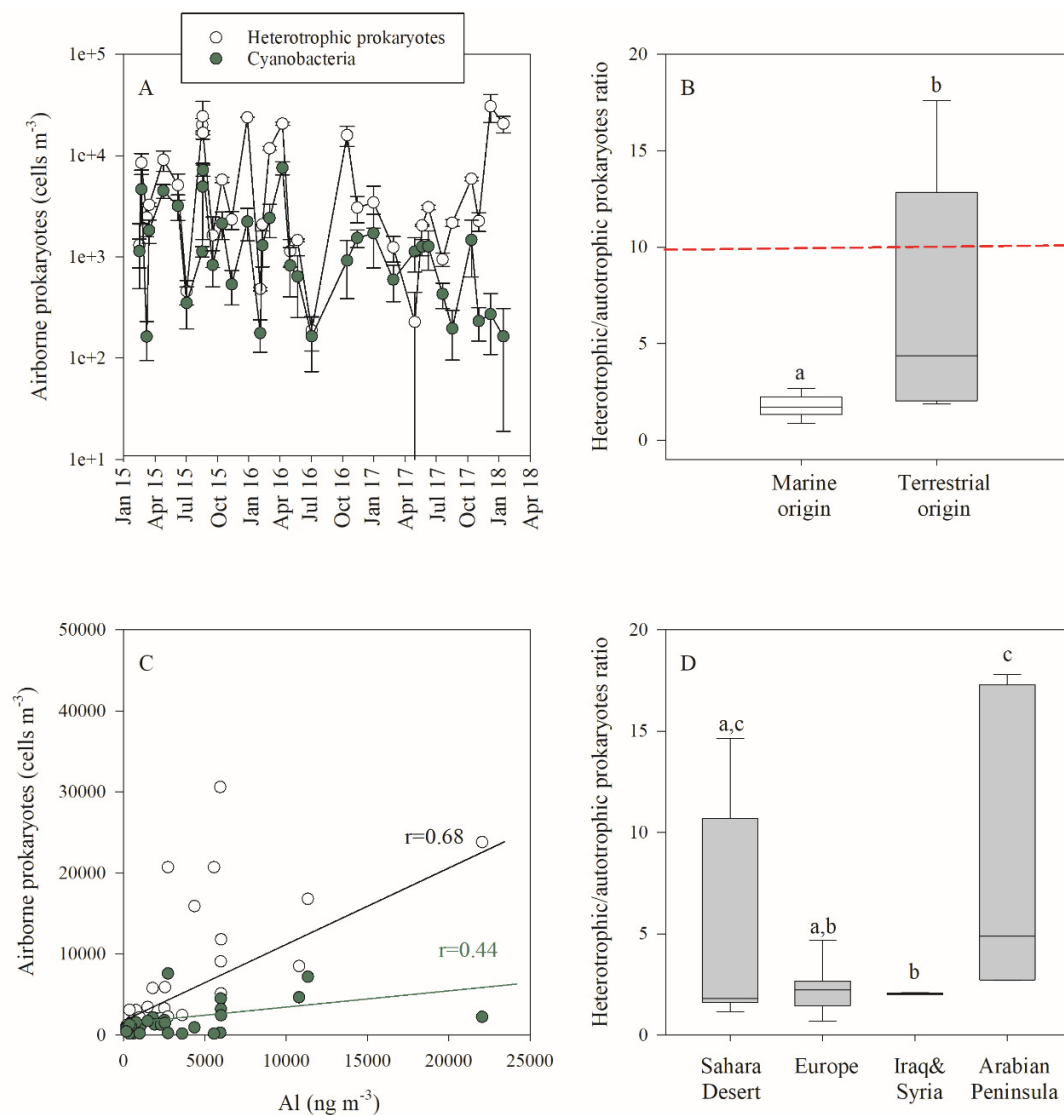 Heterotrophic prokaryotes
Cyanobacteria
A
Airborne prokaryotes (cells m⁻³)
1e+5
1e+4
1e+3
1e+2
1e+1
Jan 15
Apr 15
Jul 15
Oct 15
Jan 16
Apr 16
Jul 16
Oct 16
Jan 17
Apr 17
Jul 17
Oct 17
Jan 18
Apr 18
B
Heterotrophic/autotrophic prokaryotes ratio
20
15
10
5
0
a
b
Marine
origin
Terrestrial
origin
C
Airborne prokaryotes (cells m⁻³)
50000
40000
30000
20000
10000
0
r=0.68
r=0.44
0
5000
10000
15000
20000
25000
Al (ng m⁻³)
D
Heterotrophic/autotrophic prokaryotes ratio
20
15
10
5
0
a,c
a,b
b
c
Sahara
Desert
Europe
Iraq&
Syria
Arabian
Peninsula